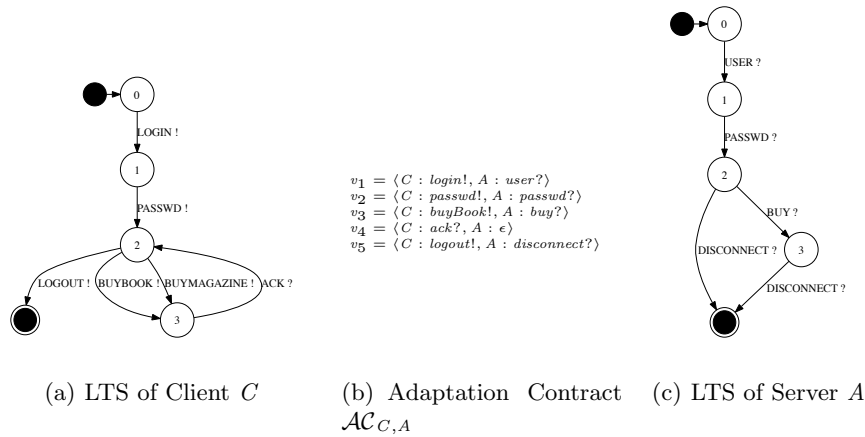 0
LOGIN !
1
PASSWD !
2
LOGOUT !
BUYBOOK !
BUYMAGAZINE !
ACK ?
3
(a) LTS of Client C
v1 = ⟨C : login!, A : user?⟩
v2 = ⟨C : passwd!, A : passwd?⟩
v3 = ⟨C : buyBook!, A : buy?⟩
v4 = ⟨C : ack?, A : ϵ⟩
v5 = ⟨C : logout!, A : disconnect?⟩
(b) Adaptation Contract
AC C,A
0
USER ?
1
PASSWD ?
2
BUY ?
DISCONNECT ?
3
DISCONNECT ?
(c) LTS of Server A